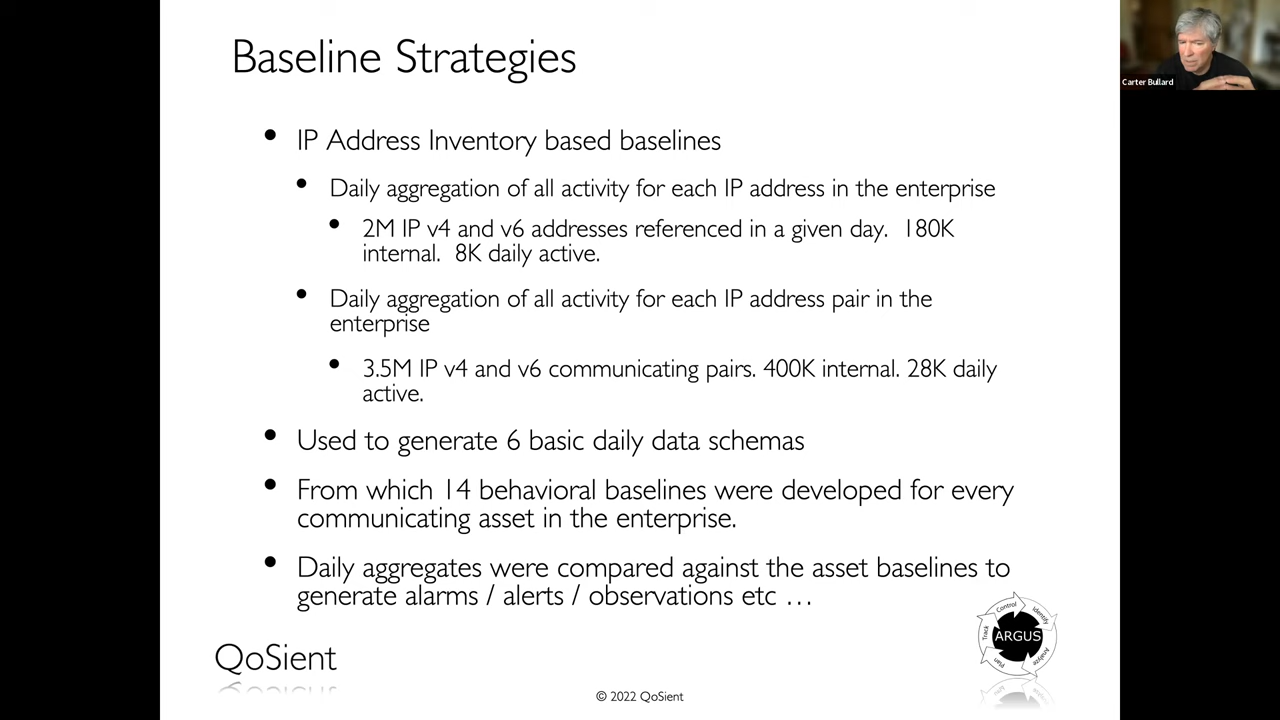 Baseline Strategies
Carter Bullard
• IP Address Inventory based baselines
• Daily aggregation of all activity for each IP address in the enterprise
• 2M IP v4 and v6 addresses referenced in a given day. 180K
internal. 8K daily active.
• Daily aggregation of all activity for each IP address pair in the
enterprise
• 3.5M IP v4 and v6 communicating pairs. 400K internal. 28K daily
active.
• Used to generate 6 basic daily data schemas
• From which 14 behavioral baselines were developed for every
communicating asset in the enterprise.
• Daily aggregates were compared against the asset baselines to
generate alarms / alerts / observations etc …
Control
Identify
Track
ARGUS
Plan
Analyze
QoSient
© 2022 QoSient